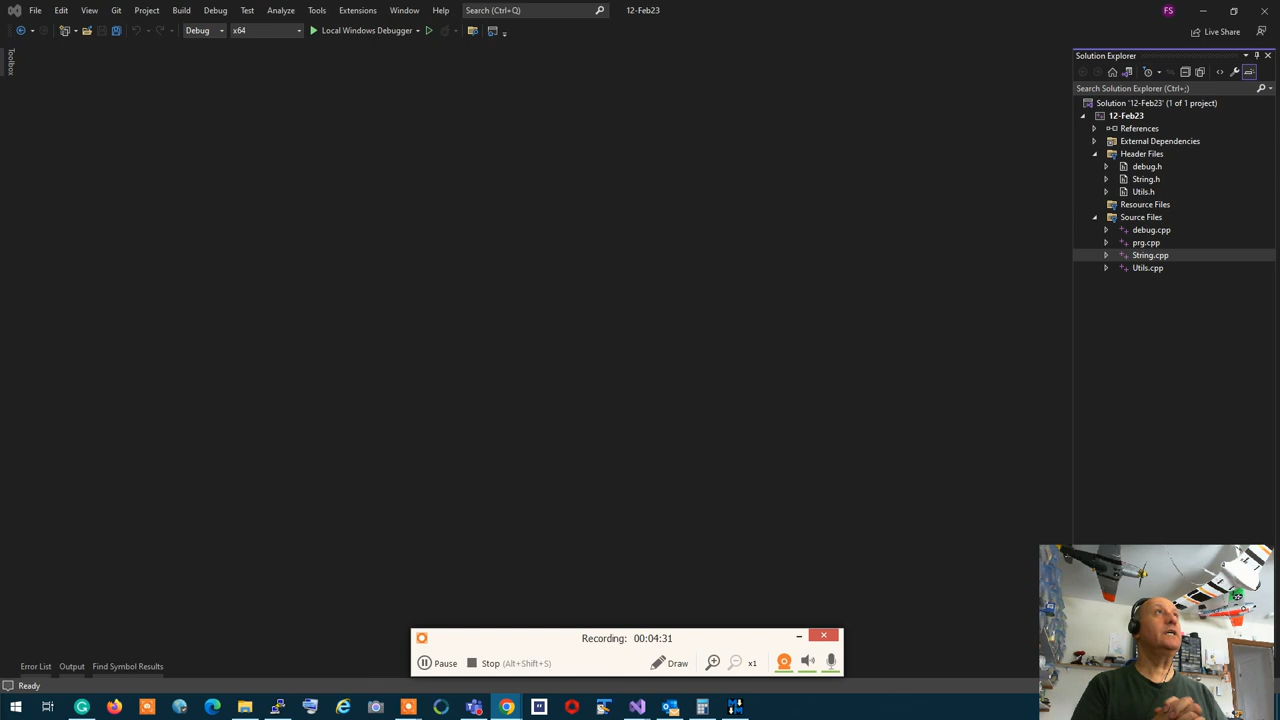 File Edit View Git Project Build Debug Test Analyze Tools Extensions Window Help Search (Ctrl+Q) 12-Feb23 FS
Debug x64 Local Windows Debugger Live Share
Toolbox
Solution Explorer
Search Solution Explorer (Ctrl+;)
Solution '12-Feb23' (1 of 1 project)
12-Feb23
References
External Dependencies
Header Files
debug.h
String.h
Utils.h
Resource Files
Source Files
debug.cpp
prg.cpp
String.cpp
Utils.cpp
Recording: 00:04:31
Pause Stop (Alt+Shift+S) Draw x1
Error List Output Find Symbol Results
Ready